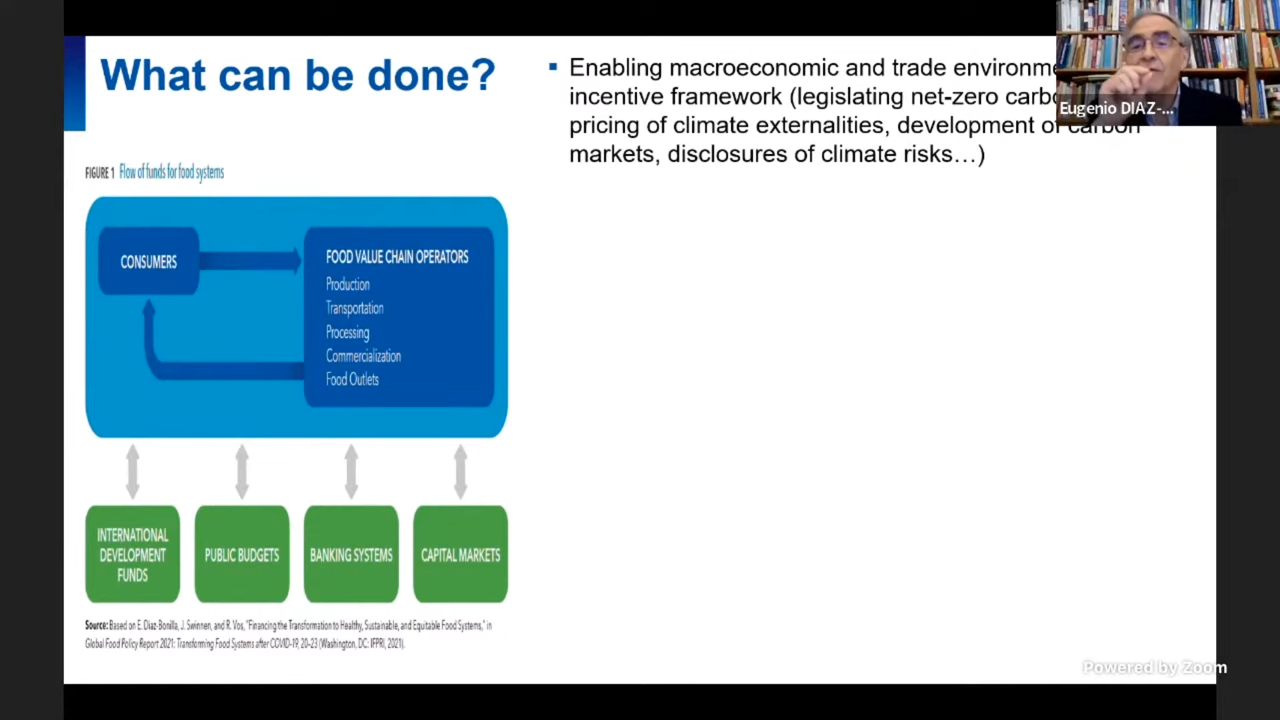 What can be done?
FIGURE 1 Flow of funds for food systems
CONSUMERS
FOOD VALUE CHAIN OPERATORS
Production
Transportation
Processing
Commercialization
Food Outlets
INTERNATIONAL
DEVELOPMENT
FUNDS
PUBLIC BUDGETS
BANKING SYSTEMS
CAPITAL MARKETS
Source: Based on E. Diaz-Bonilla, J. Swinnen, and R. Vos, "Financing the Transformation to Healthy, Sustainable, and Equitable Food Systems," in
Global Food Policy Report 2021: Transforming Food Systems after COVID-19, 20-23 (Washington, DC: IFPRI, 2021).
▪ Enabling macroeconomic and trade
incentive framework (legislating net-zero
pricing of climate externalities, development of carbon
markets, disclosures of climate risks…)
Eugenio DIAZ-...
Powered by Zoom